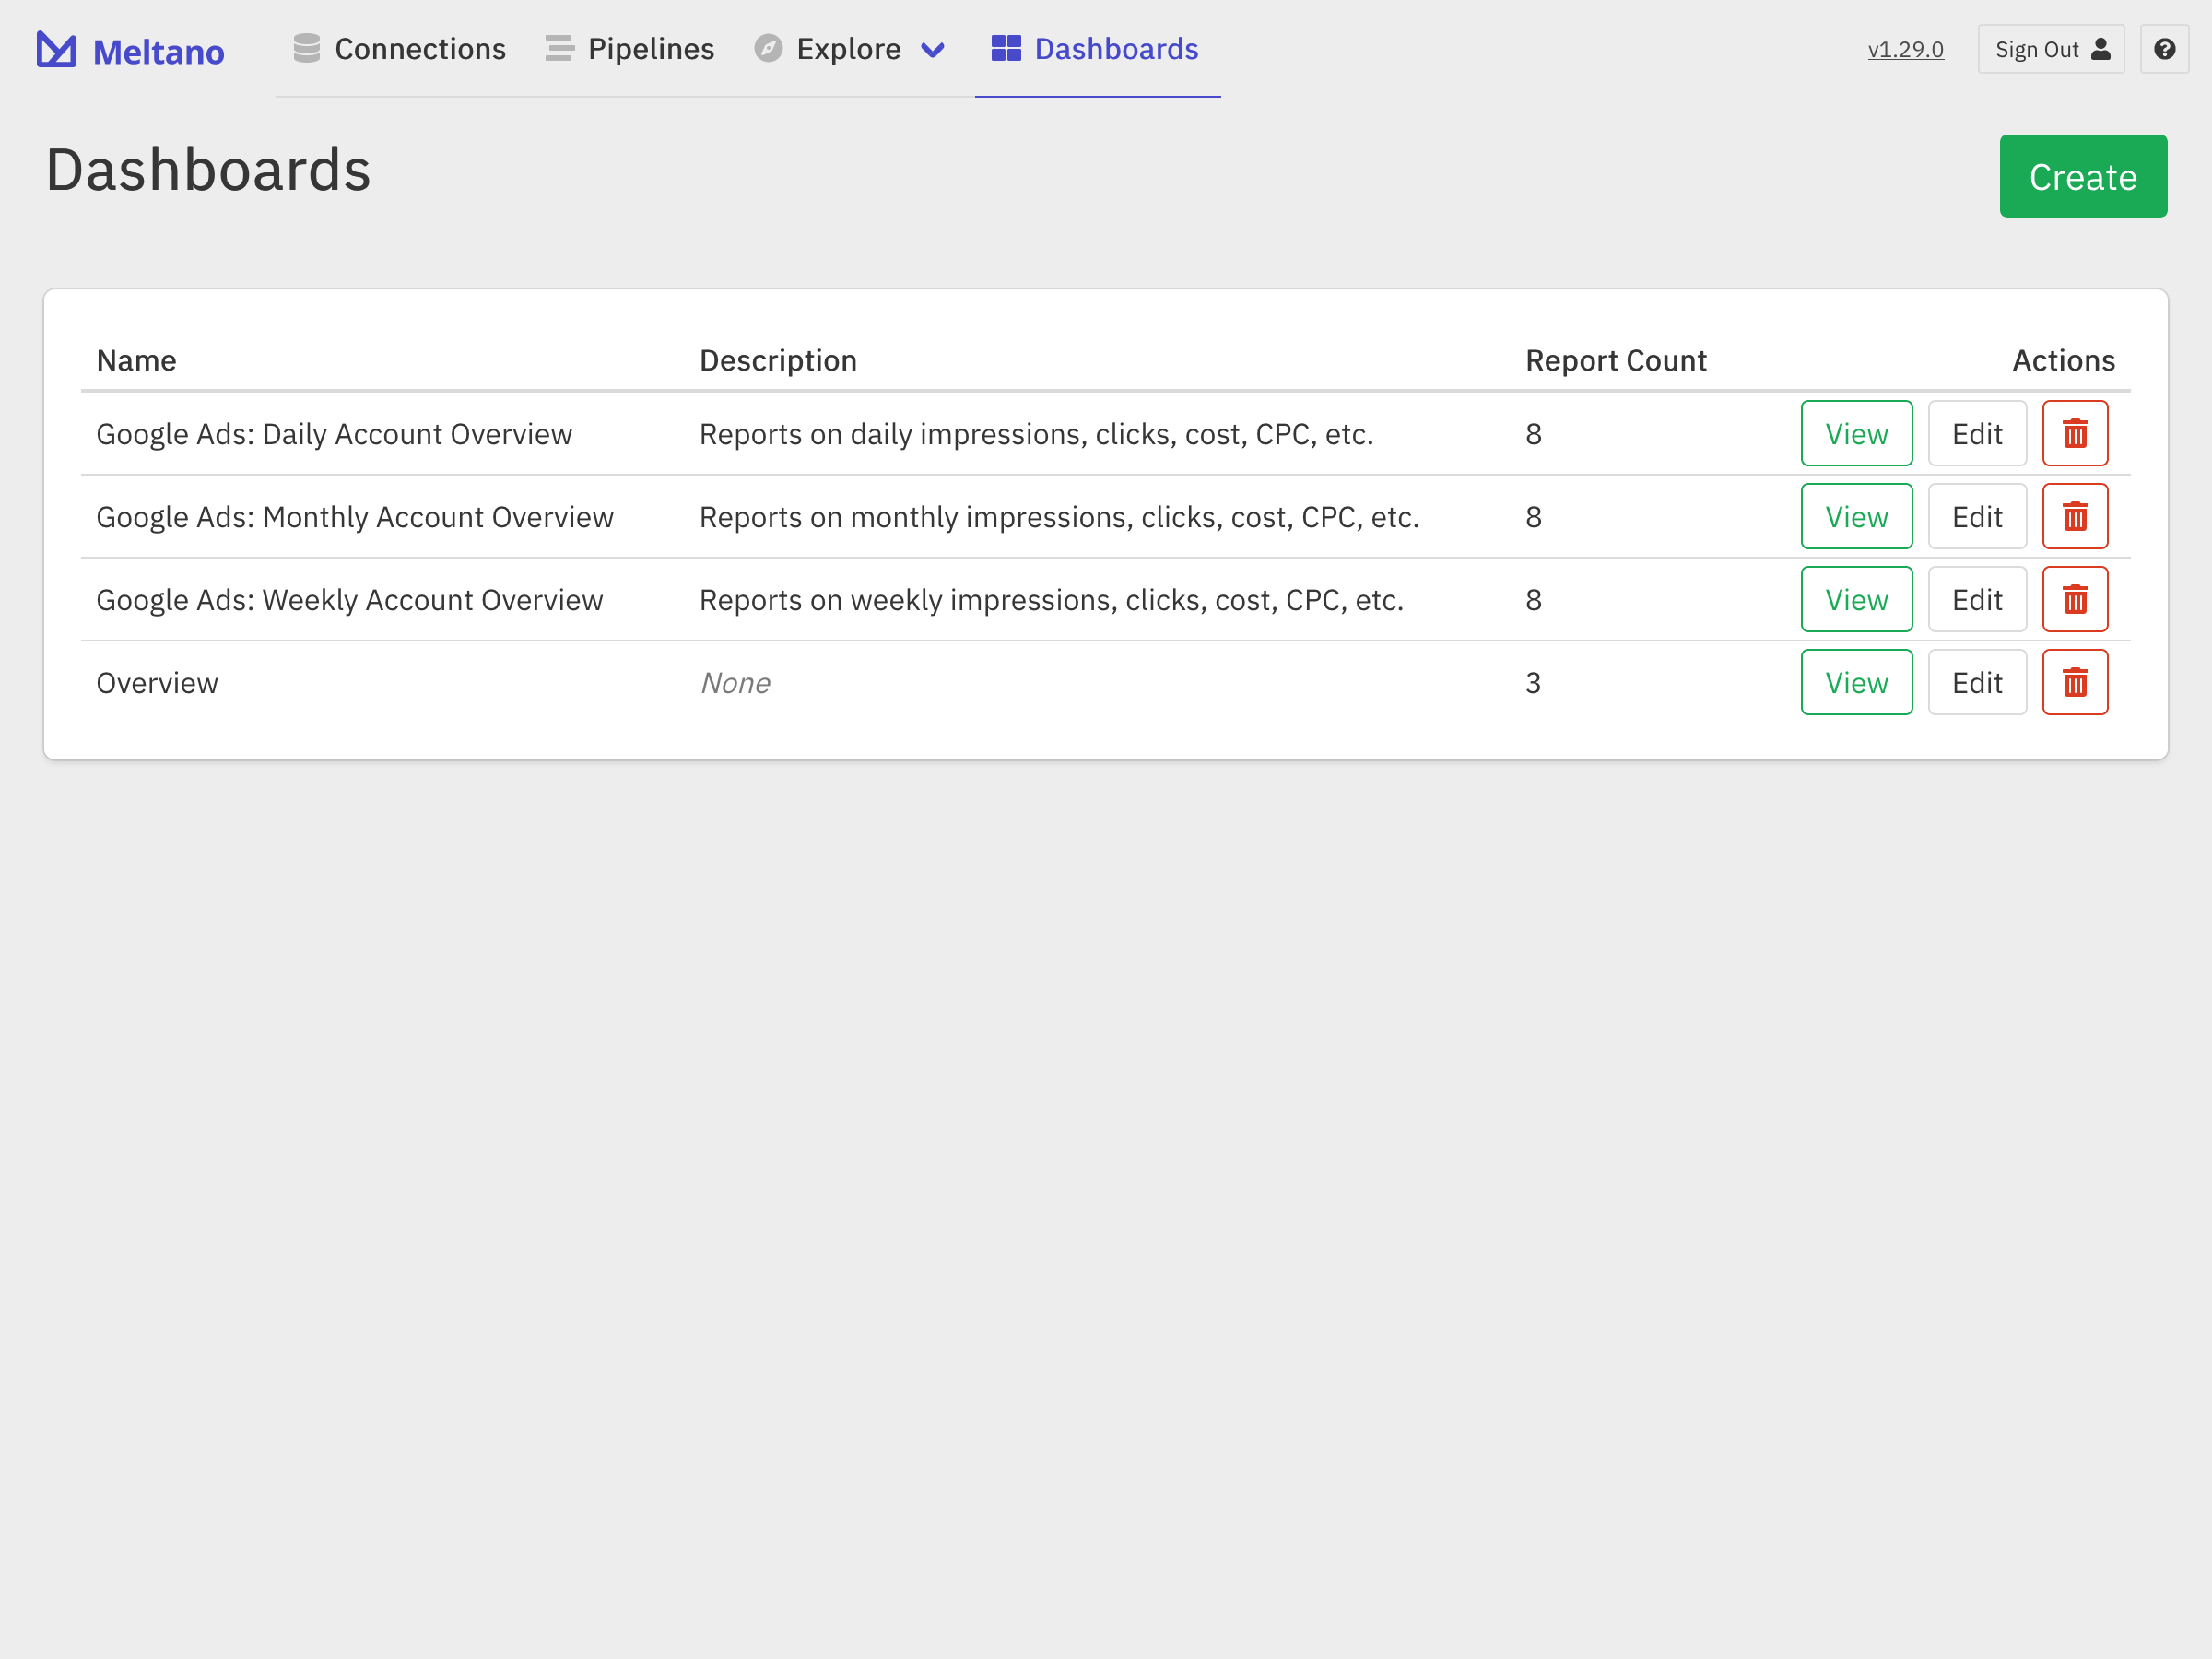 Meltano Connections Pipelines Explore Dashboards v1.29.0 Sign Out ?
Dashboards Create
Name Description Report Count Actions
Google Ads: Daily Account Overview Reports on daily impressions, clicks, cost, CPC, etc. 8 View Edit
Google Ads: Monthly Account Overview Reports on monthly impressions, clicks, cost, CPC, etc. 8 View Edit
Google Ads: Weekly Account Overview Reports on weekly impressions, clicks, cost, CPC, etc. 8 View Edit
Overview None 3 View Edit